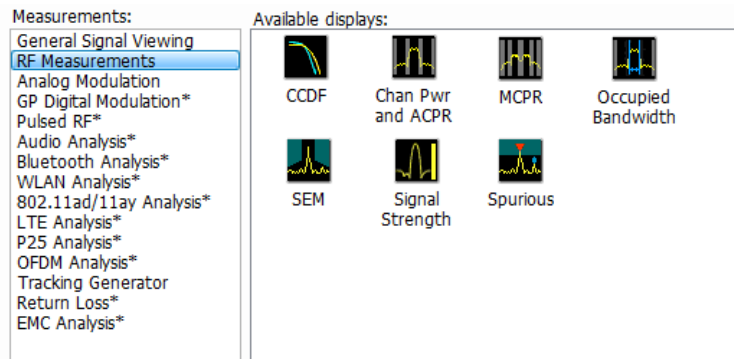 Measurements:
General Signal Viewing
RF Measurements
Analog Modulation
GP Digital Modulation*
Pulsed RF*
Audio Analysis*
Bluetooth Analysis*
WLAN Analysis*
802.11ad/11ay Analysis*
LTE Analysis*
P25 Analysis*
OFDM Analysis*
Tracking Generator
Return Loss*
EMC Analysis*
Available displays:
CCDF
Chan Pwr
and ACPR
MCPR
Occupied
Bandwidth
SEM
Signal
Strength
Spurious